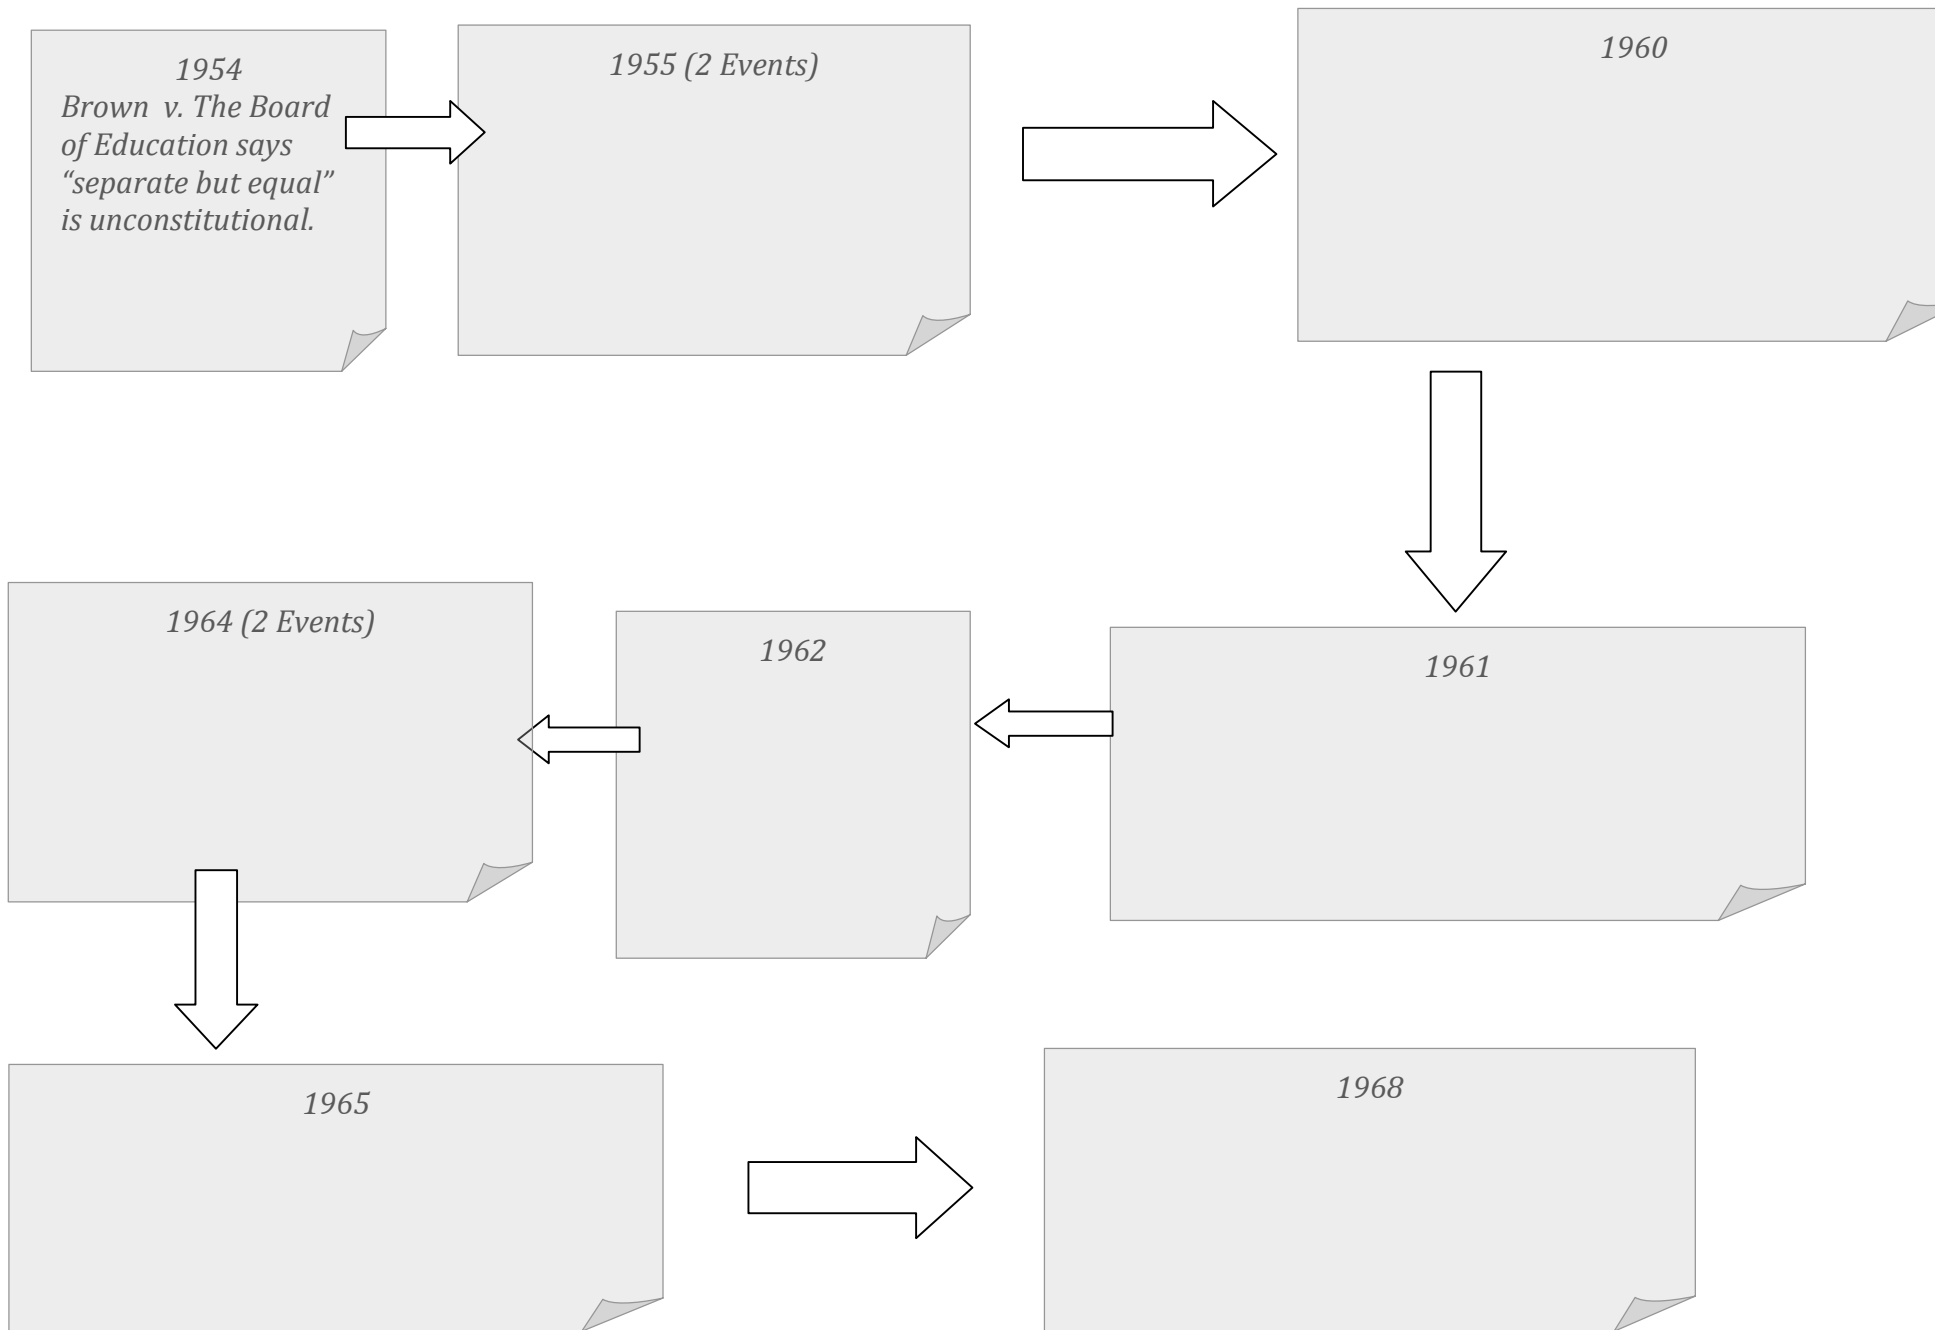 1954
Brown v. The Board
of Education says
“separate but equal”
is unconstitutional.
1955 (2 Events)
1960
1961
1962
1964 (2 Events)
1965
1968